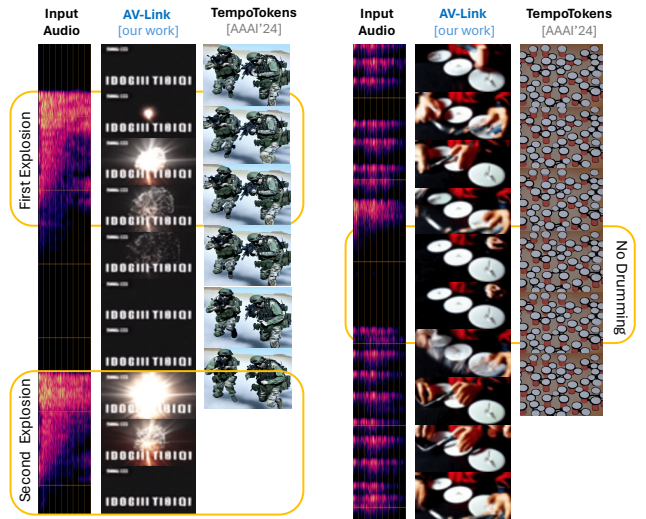 Input
Audio
AV-Link
[our work]
TempoTokens
[AAAI'24]
Input
Audio
AV-Link
[our work]
TempoTokens
[AAAI'24]
First Explosion
Second Explosion
No Drumming